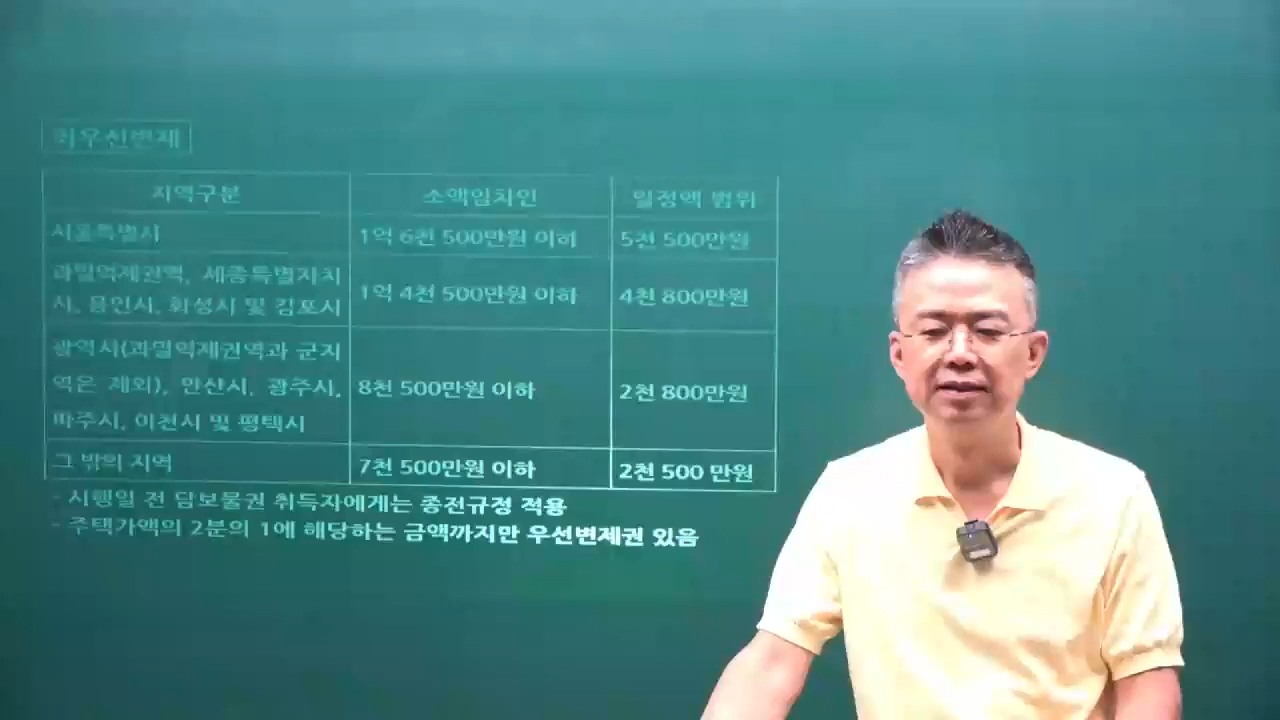 최우선변제
지역구분 소액임차인 일정액 범위
서울특별시 1억 6천 500만원 이하 5천 500만원
과밀억제권역, 세종특별자치
시, 용인시, 화성시 및 김포시 1억 4천 500만원 이하 4천 800만원
광역시(과밀억제권역과 군지
역은 제외), 안산시, 광주시, 8천 500만원 이하 2천 800만원
파주시, 이천시 및 평택시
그 밖의 지역 7천 500만원 이하 2천 500 만원
- 시행일 전 담보물권 취득자에게는 종전규정 적용
- 주택가액의 2분의 1에 해당하는 금액까지만 우선변제권 있음